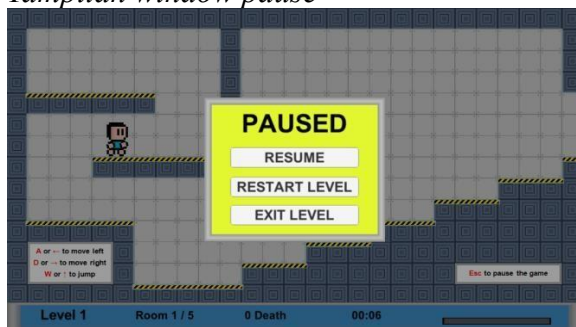 Tampilan window pause
PAUSED
RESUME
RESTART LEVEL
EXIT LEVEL
A or ← to move left
D or → to move right
W or ↑ to jump
Esc to pause the game
Level 1 Room 1 / 5 0 Death 00:06